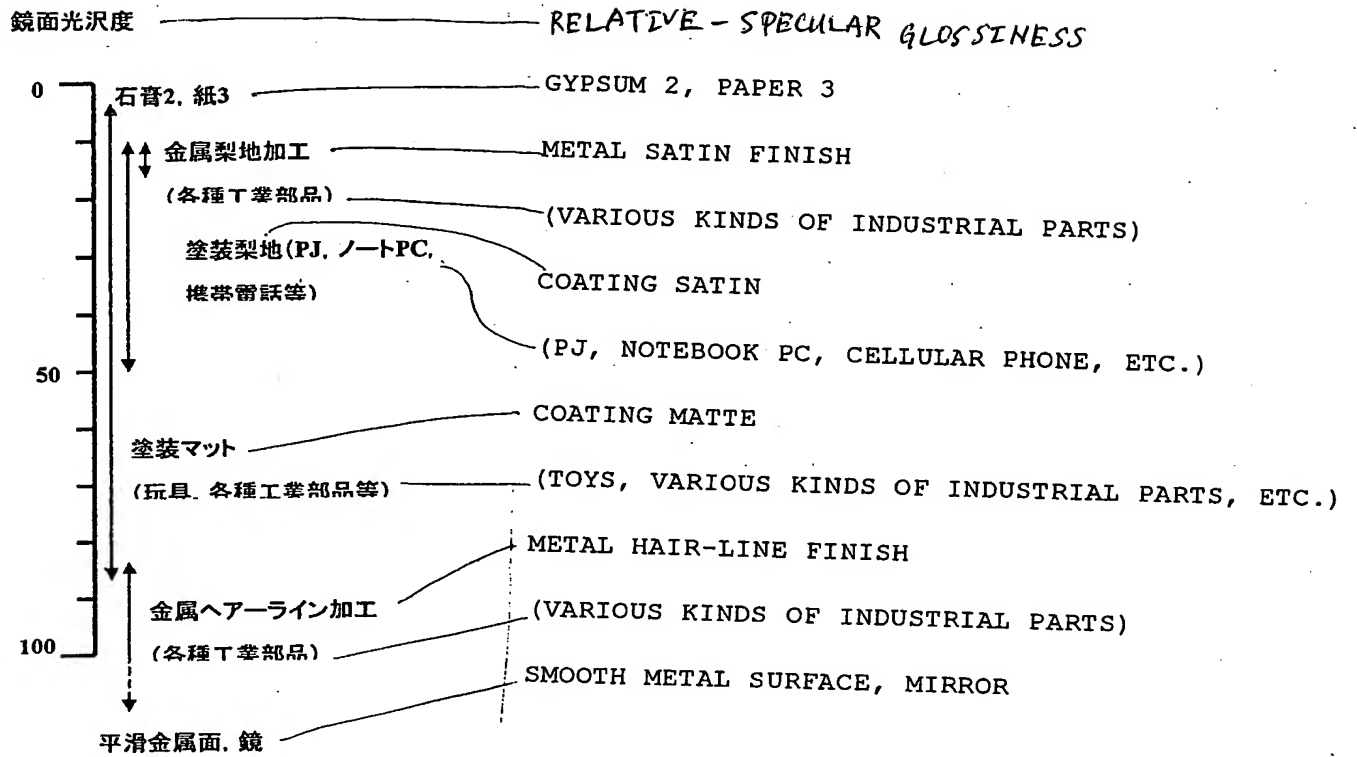 鏡面光沢度 RELATIVE - SPECULAR GLOSSINESS
0 石膏2, 紙3 GYPSUM 2, PAPER 3
金属梨地加工 METAL SATIN FINISH
(各種工業部品) (VARIOUS KINDS OF INDUSTRIAL PARTS)
塗装梨地(PJ, ノートPC, COATING SATIN
携帯電話等)
(PJ, NOTEBOOK PC, CELLULAR PHONE, ETC.)
50
塗装マット COATING MATTE
(玩具, 各種工業部品等) (TOYS, VARIOUS KINDS OF INDUSTRIAL PARTS, ETC.)
金属ヘアーライン加工 METAL HAIR-LINE FINISH
100 (各種工業部品) (VARIOUS KINDS OF INDUSTRIAL PARTS)
平滑金属面, 鏡 SMOOTH METAL SURFACE, MIRROR